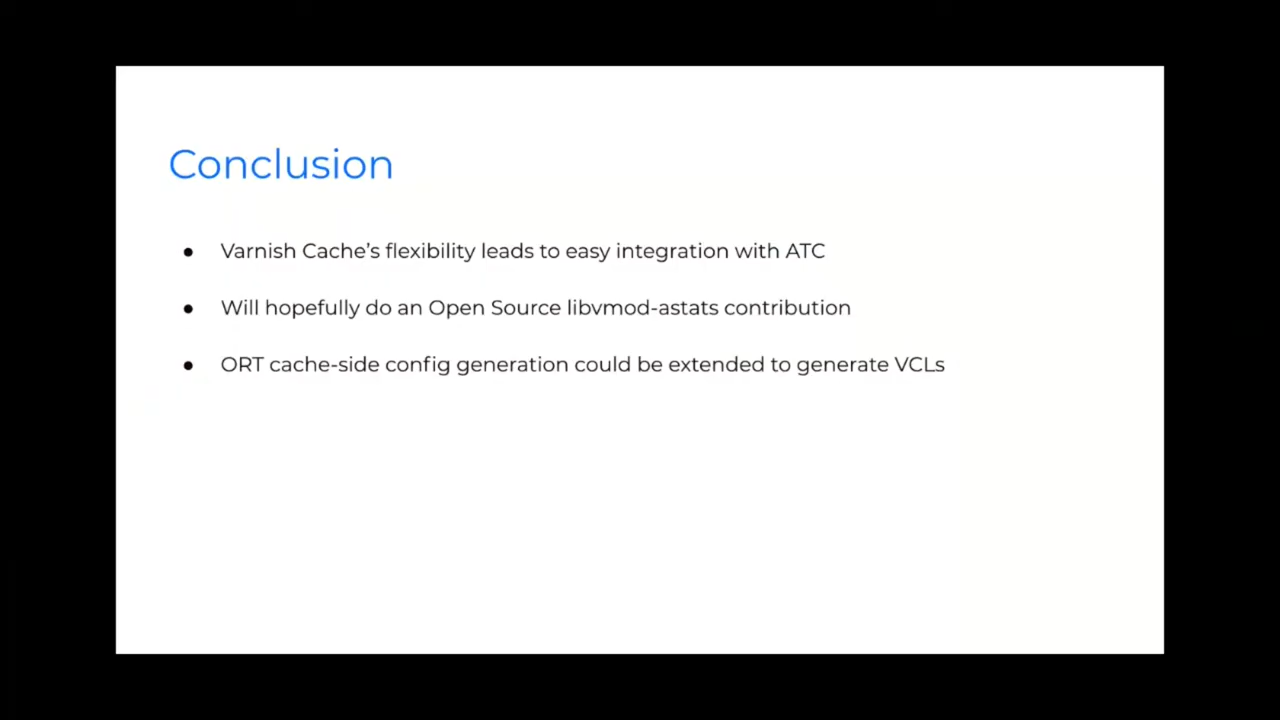 Conclusion
● Varnish Cache’s flexibility leads to easy integration with ATC
● Will hopefully do an Open Source libvmod-astats contribution
● ORT cache-side config generation could be extended to generate VCLs